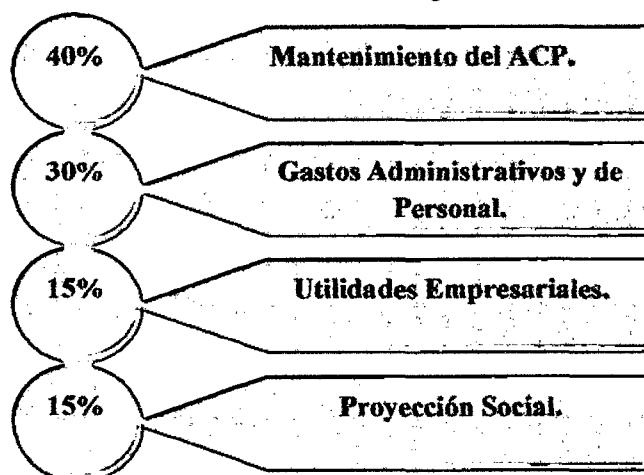 40%
Mantenimiento del ACP.
30%
Gastos Administrativos y de
Personal.
15%
Utilidades Empresariales.
15%
Proyección Social.